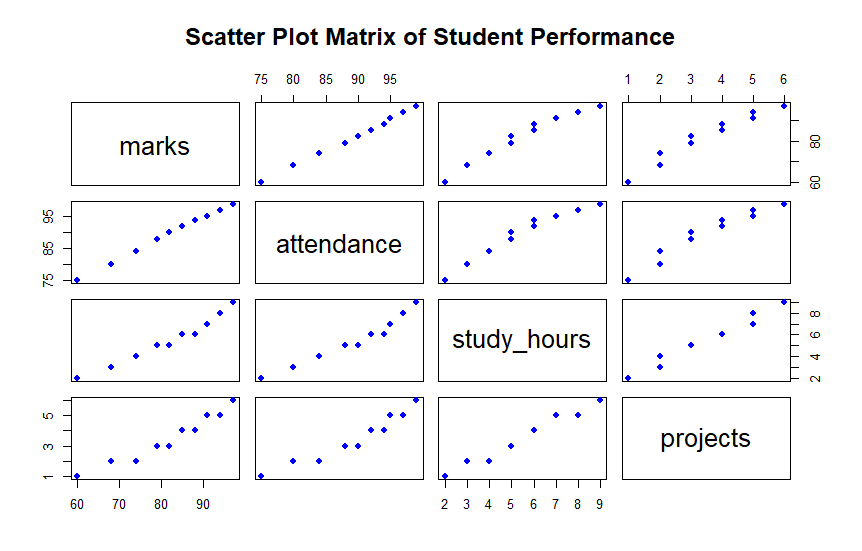 Scatter Plot Matrix of Student Performance
75 80 85 90 95
1 2 3 4 5 6
marks
60 80
75 85 95
attendance
study_hours
2 4 6 8
1 3 5
projects
60 70 80 90
2 3 4 5 6 7 8 9